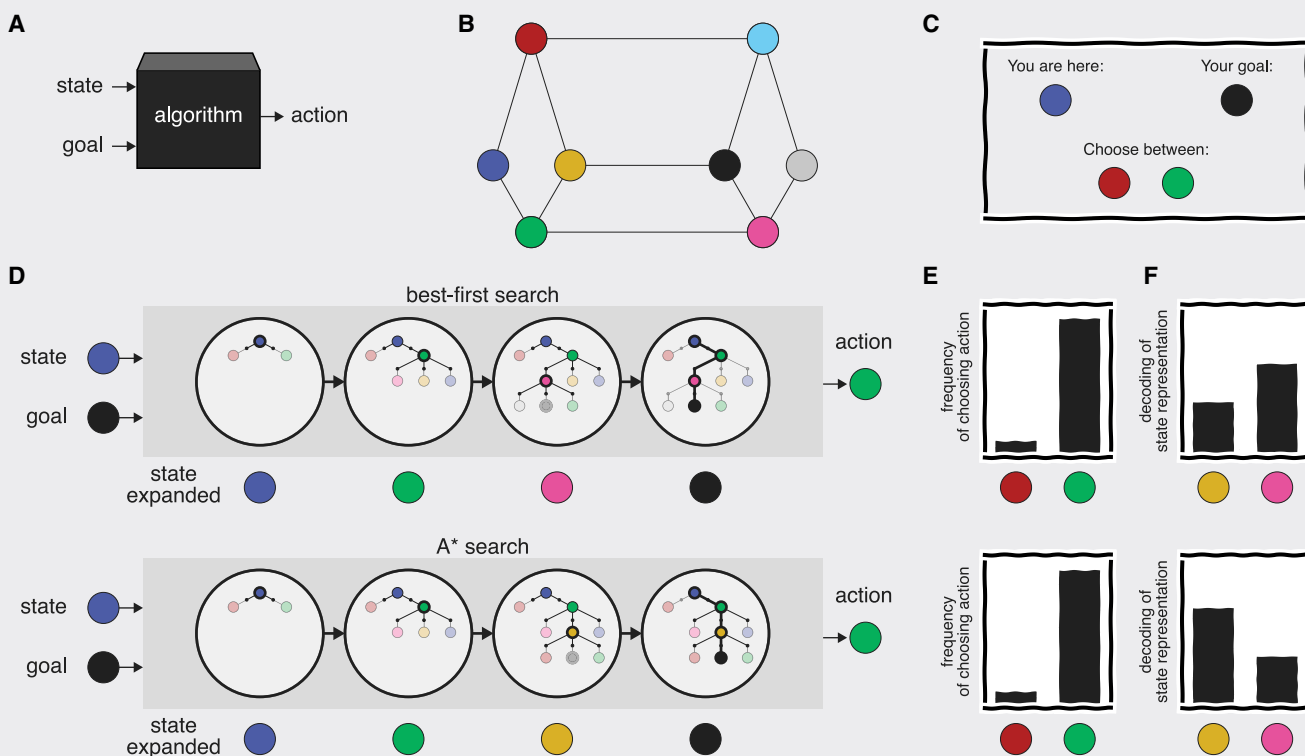 A
state
goal
algorithm
action
B
C
You are here:
Your goal:
Choose between:
D
best-first search
state
goal
action
state
expanded
A* search
state
goal
action
state
expanded
E
frequency
of choosing action
frequency
of choosing action
F
decoding of
state representation
decoding of
state representation